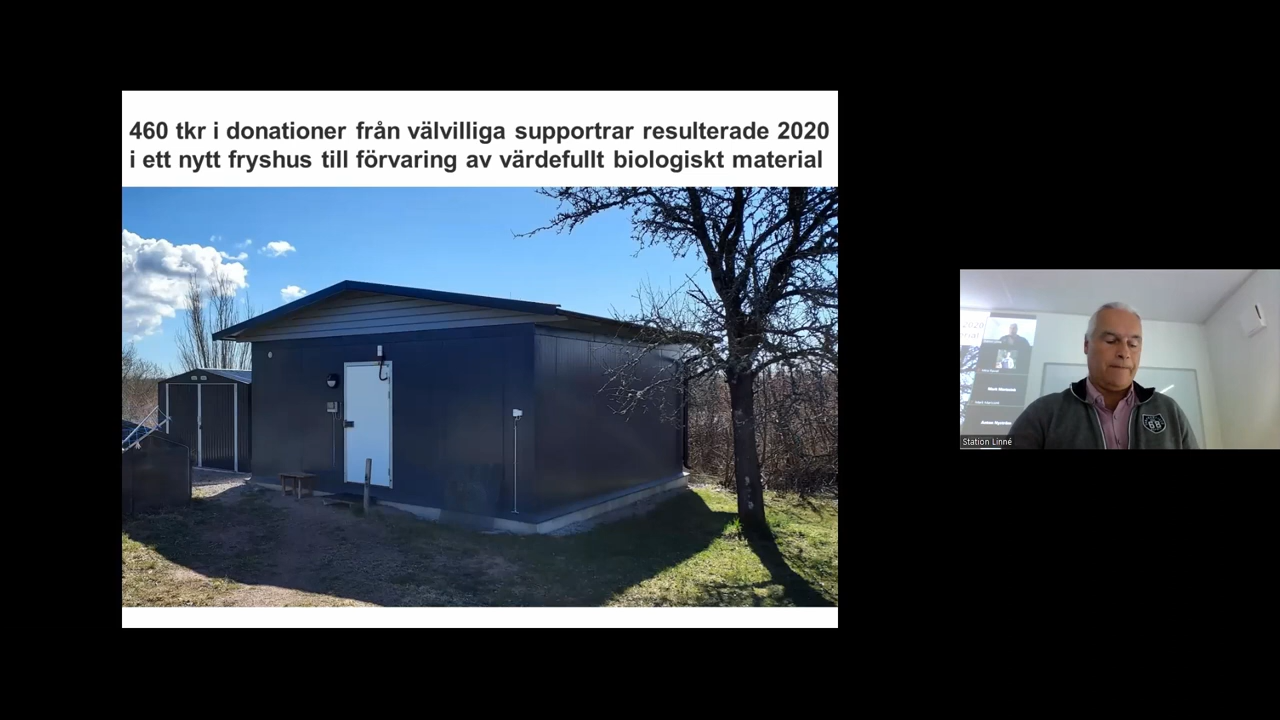 460 tkr i donationer från välvilliga supportrar resulterade 2020
i ett nytt fryshus till förvaring av värdefullt biologiskt material
Station Linné